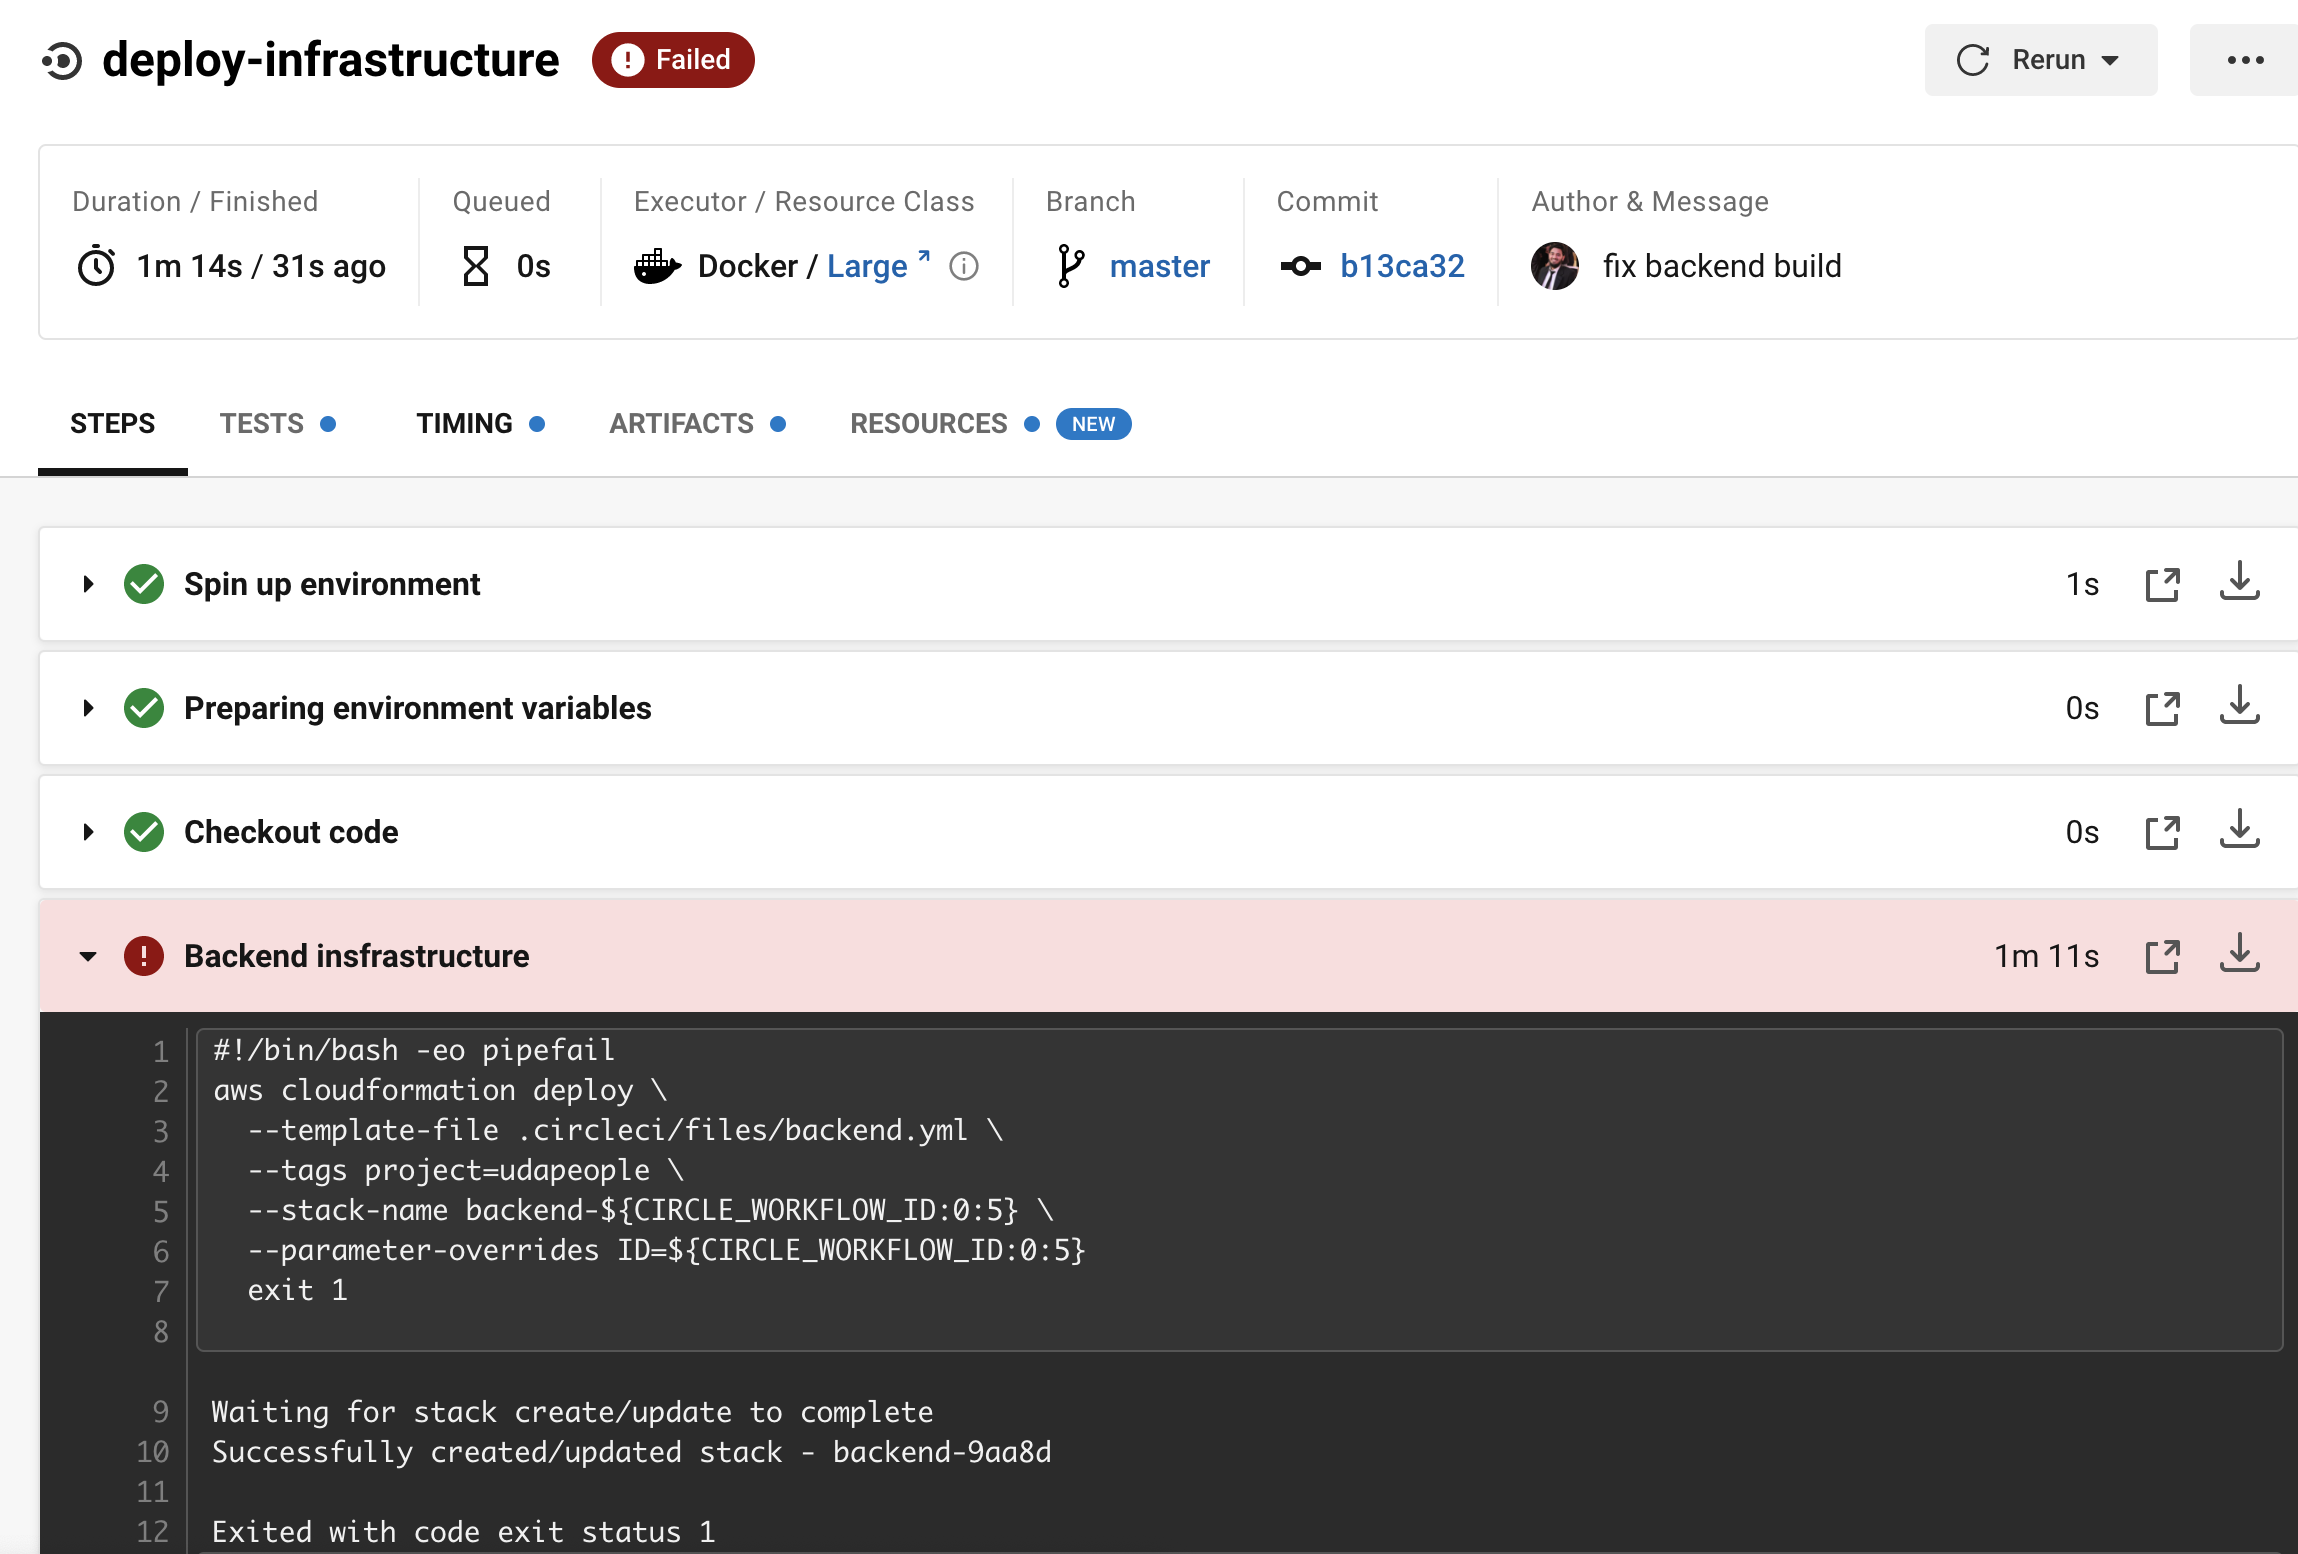 deploy-infrastructure Failed Rerun
Duration / Finished Queued Executor / Resource Class Branch Commit Author & Message
1m 14s / 31s ago 0s Docker / Large master b13ca32 fix backend build
STEPS TESTS TIMING ARTIFACTS RESOURCES NEW
Spin up environment 1s
Preparing environment variables 0s
Checkout code 0s
Backend insfrastructure 1m 11s
1 #!/bin/bash -eo pipefail
2 aws cloudformation deploy \
3   --template-file .circleci/files/backend.yml \
4   --tags project=udapeople \
5   --stack-name backend-${CIRCLE_WORKFLOW_ID:0:5} \
6   --parameter-overrides ID=${CIRCLE_WORKFLOW_ID:0:5}
7   exit 1
8
9 Waiting for stack create/update to complete
10 Successfully created/updated stack - backend-9aa8d
11
12 Exited with code exit status 1